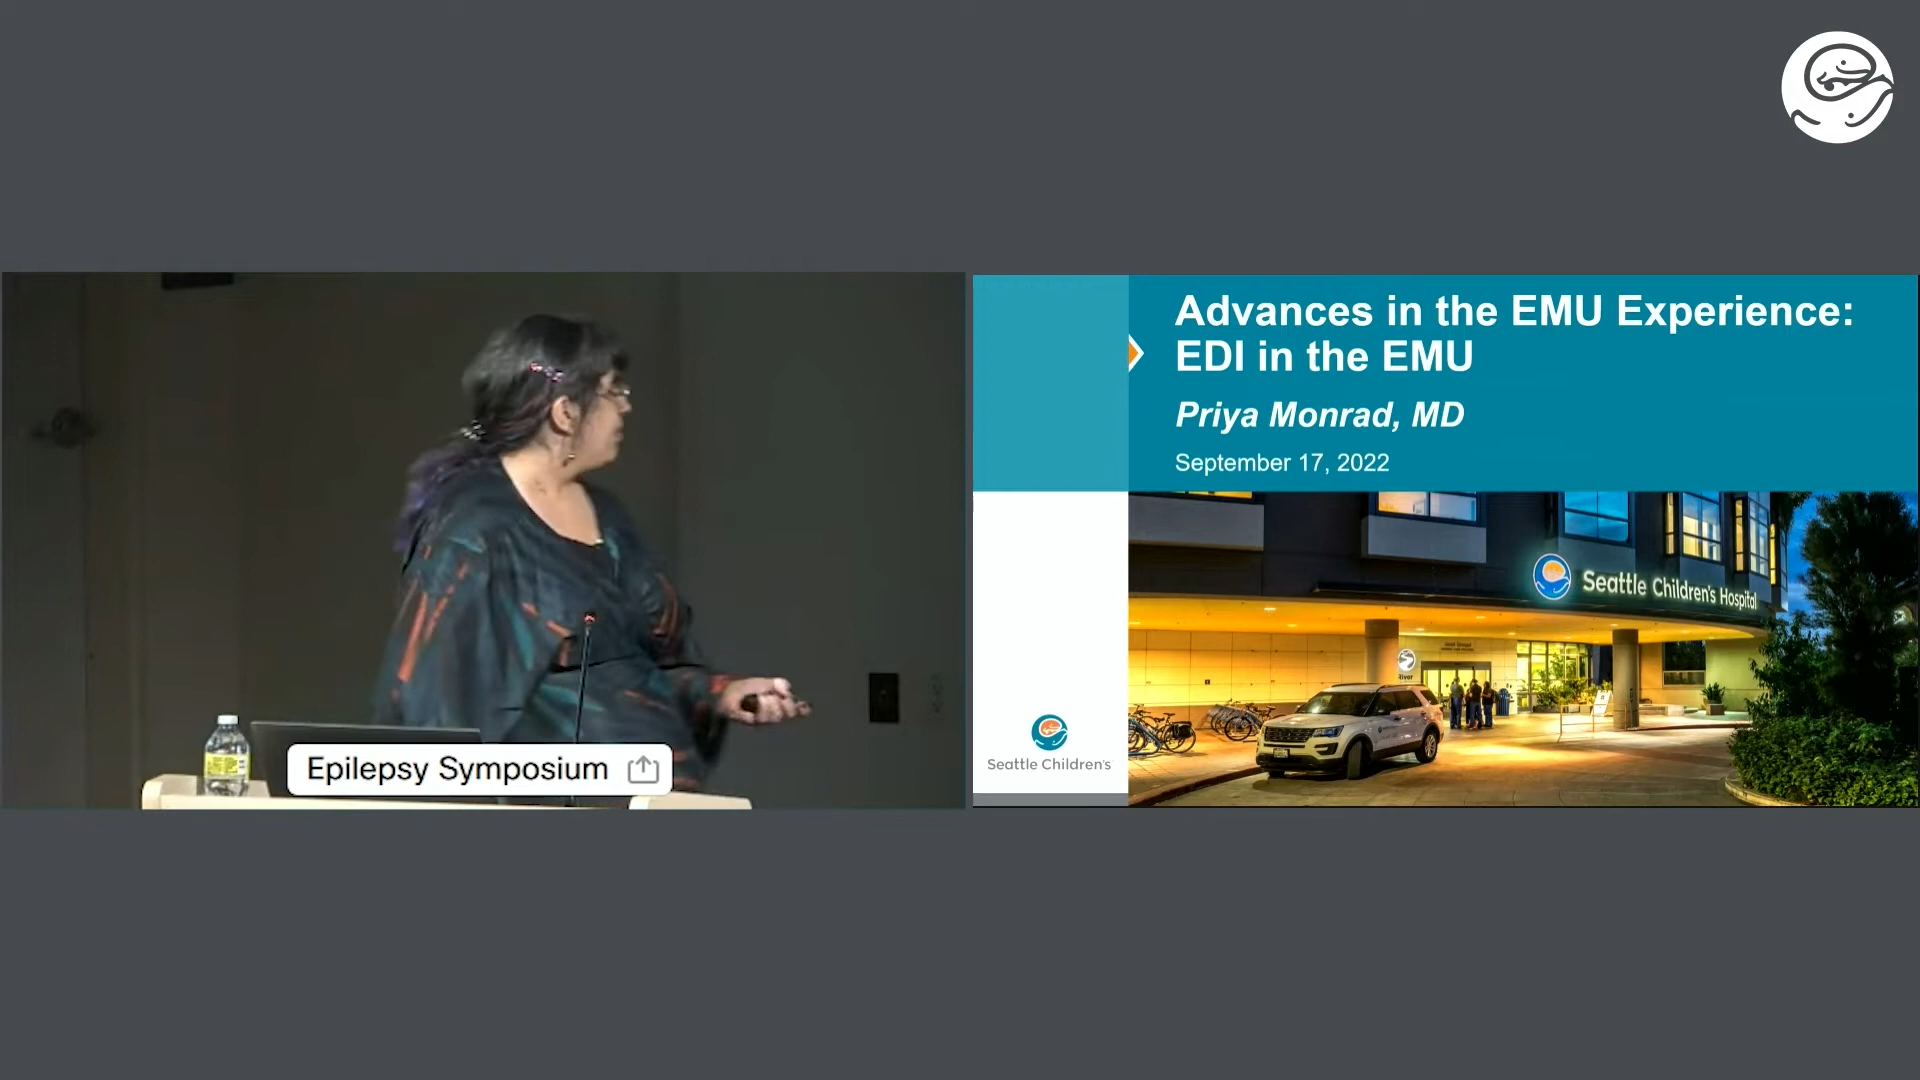 Advances in the EMU Experience:
EDI in the EMU
Priya Monrad, MD
September 17, 2022
Seattle Children's Hospital
River
Seattle Children's
Epilepsy Symposium